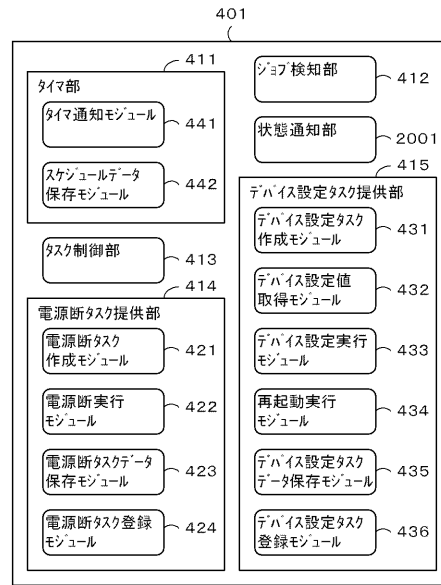 401
411
ﾀｲﾏ部
ﾀｲﾏ通知ﾓｼﾞｭｰﾙ
441
ｽｹｼﾞｭｰﾙﾃﾞｰﾀ
保存ﾓｼﾞｭｰﾙ
442
ｼﾞｮﾌﾞ検知部
412
状態通知部
2001
ﾀｽｸ制御部
413
414
電源断ﾀｽｸ提供部
電源断ﾀｽｸ
作成ﾓｼﾞｭｰﾙ
421
電源断実行
ﾓｼﾞｭｰﾙ
422
電源断ﾀｽｸﾃﾞｰﾀ
保存ﾓｼﾞｭｰﾙ
423
電源断ﾀｽｸ登録
ﾓｼﾞｭｰﾙ
424
415
ﾃﾞﾊﾞｲｽ設定ﾀｽｸ提供部
ﾃﾞﾊﾞｲｽ設定ﾀｽｸ
作成ﾓｼﾞｭｰﾙ
431
ﾃﾞﾊﾞｲｽ設定値
取得ﾓｼﾞｭｰﾙ
432
ﾃﾞﾊﾞｲｽ設定実行
ﾓｼﾞｭｰﾙ
433
再起動実行
ﾓｼﾞｭｰﾙ
434
ﾃﾞﾊﾞｲｽ設定ﾀｽｸ
ﾃﾞｰﾀ保存ﾓｼﾞｭｰﾙ
435
ﾃﾞﾊﾞｲｽ設定ﾀｽｸ
登録ﾓｼﾞｭｰﾙ
436